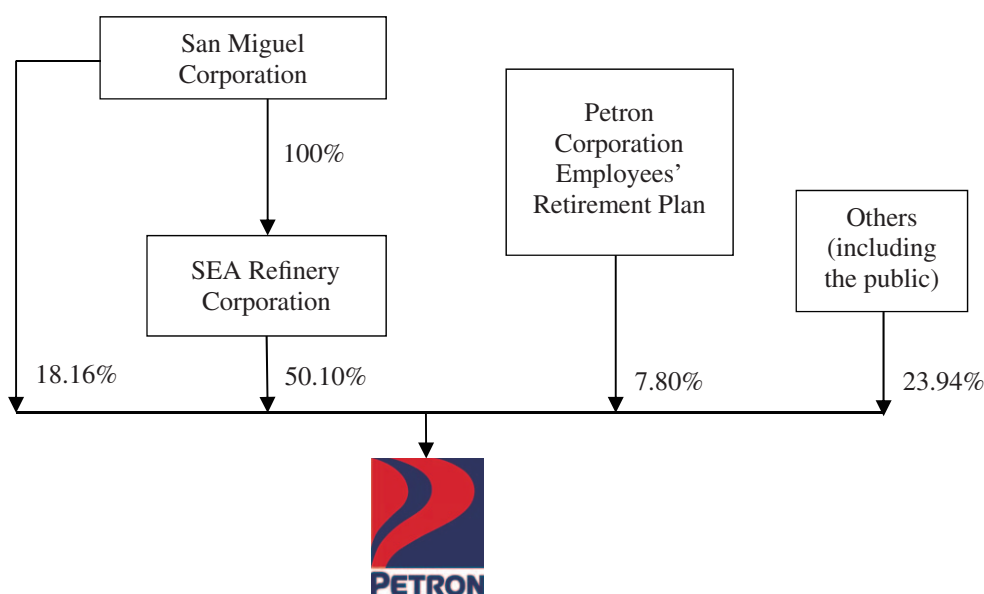 San Miguel
Corporation
100%
SEA Refinery
Corporation
Petron
Corporation
Employees’
Retirement Plan
Others
(including
the public)
18.16%
50.10%
7.80%
23.94%
PETRON